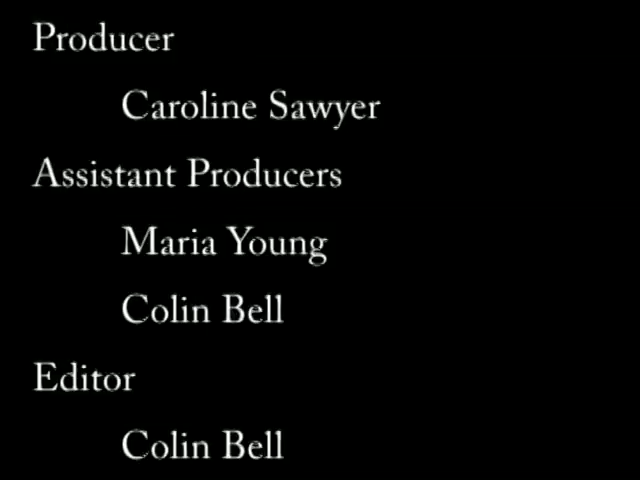 Producer
Caroline Sawyer
Assistant Producers
Maria Young
Colin Bell
Editor
Colin Bell